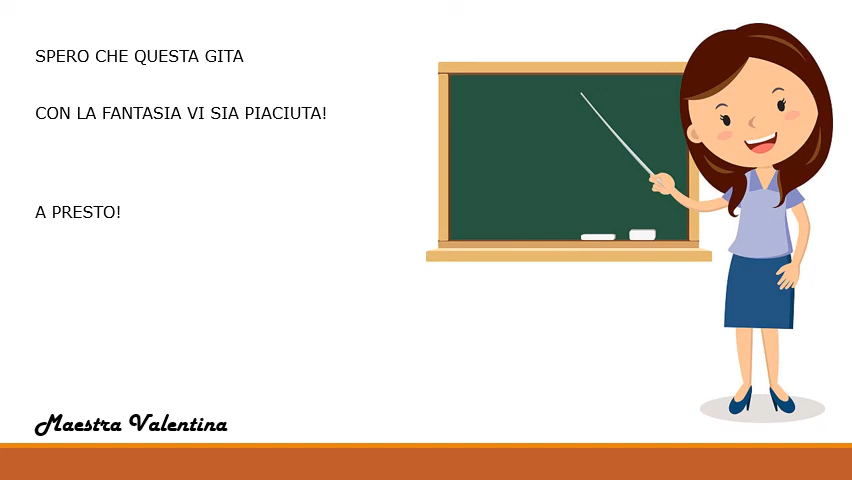 SPERO CHE QUESTA GITA
CON LA FANTASIA VI SIA PIACIUTA!
A PRESTO!
Maestra Valentina